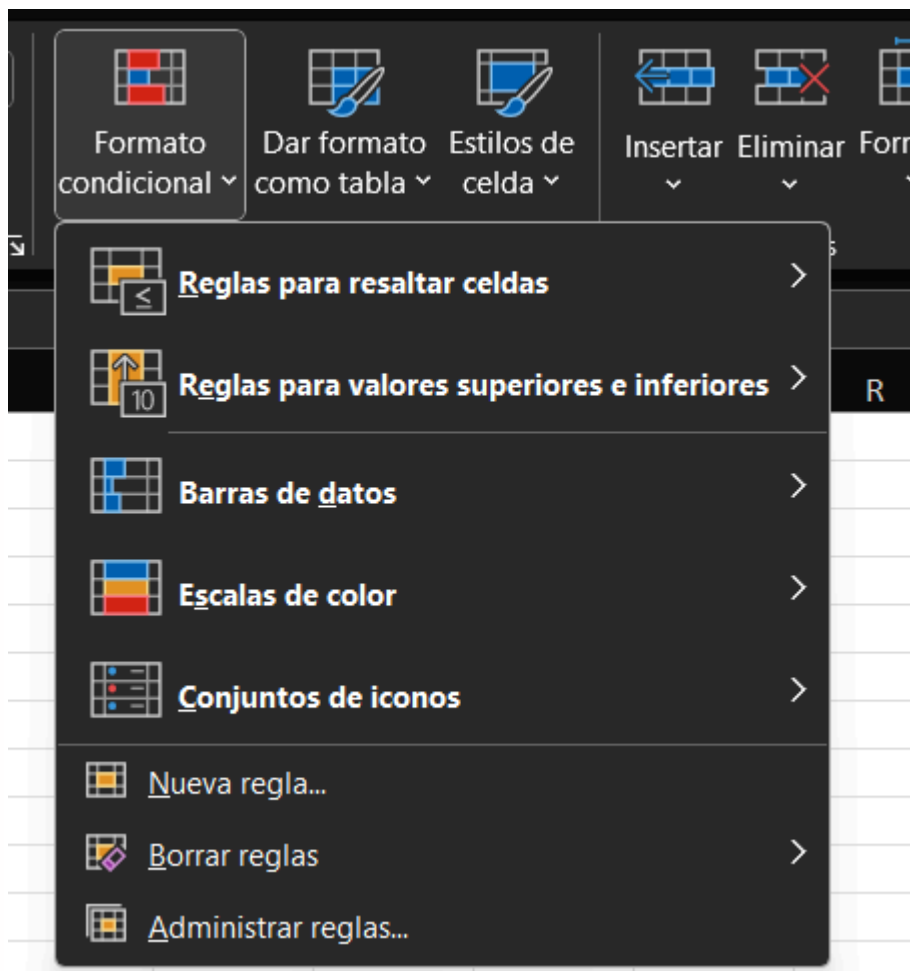 Formato
condicional
Dar formato
como tabla
Estilos de
celda
Insertar
Eliminar
Reglas para resaltar celdas
10
Reglas para valores superiores e inferiores
R
Barras de datos
Escalas de color
Conjuntos de iconos
Nueva regla...
Borrar reglas
Administrar reglas...